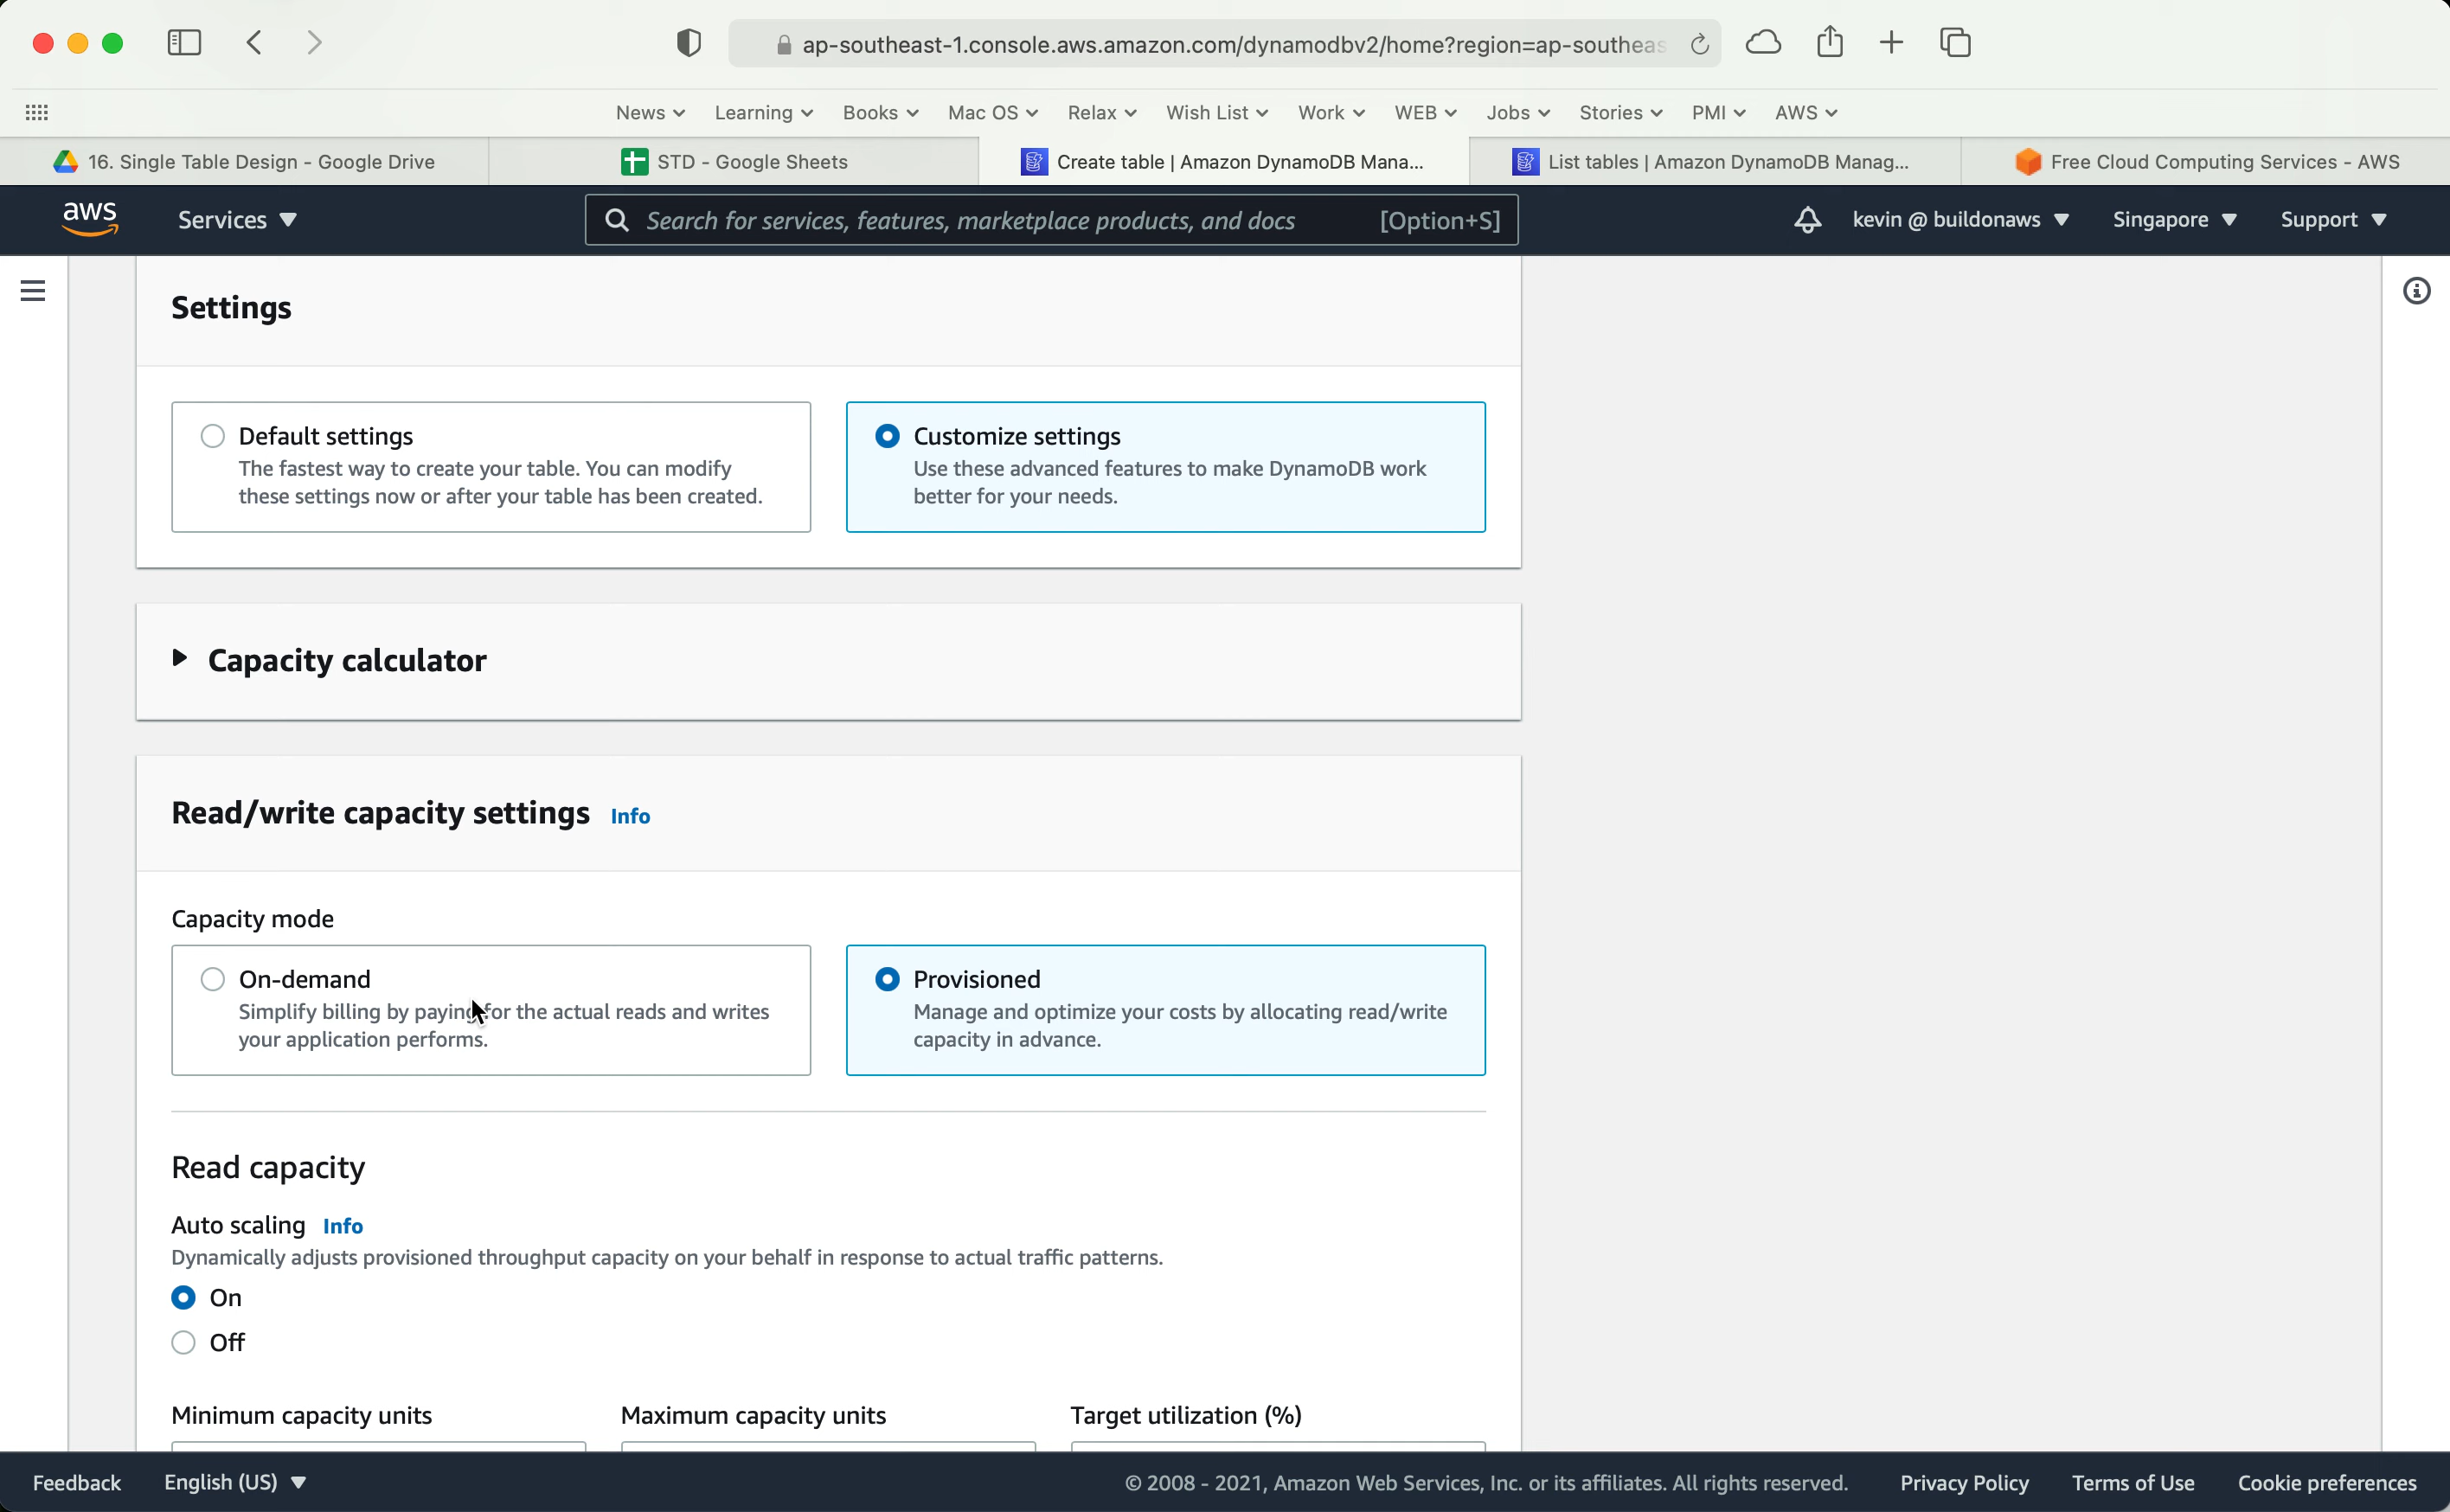 ap-southeast-1.console.aws.amazon.com/dynamodbv2/home?region=ap-southeas
News Learning Books Mac OS Relax Wish List Work WEB Jobs Stories PMI AWS
16. Single Table Design - Google Drive STD - Google Sheets Create table | Amazon DynamoDB Mana... List tables | Amazon DynamoDB Manag... Free Cloud Computing Services - AWS
aws Services Search for services, features, marketplace products, and docs [Option+S] kevin @ buildonaws Singapore Support
Settings
Default settings
The fastest way to create your table. You can modify
these settings now or after your table has been created.
Customize settings
Use these advanced features to make DynamoDB work
better for your needs.
Capacity calculator
Read/write capacity settings Info
Capacity mode
On-demand
Simplify billing by paying for the actual reads and writes
your application performs.
Provisioned
Manage and optimize your costs by allocating read/write
capacity in advance.
Read capacity
Auto scaling Info
Dynamically adjusts provisioned throughput capacity on your behalf in response to actual traffic patterns.
On
Off
Minimum capacity units Maximum capacity units Target utilization (%)
Feedback English (US) © 2008 - 2021, Amazon Web Services, Inc. or its affiliates. All rights reserved. Privacy Policy Terms of Use Cookie preferences